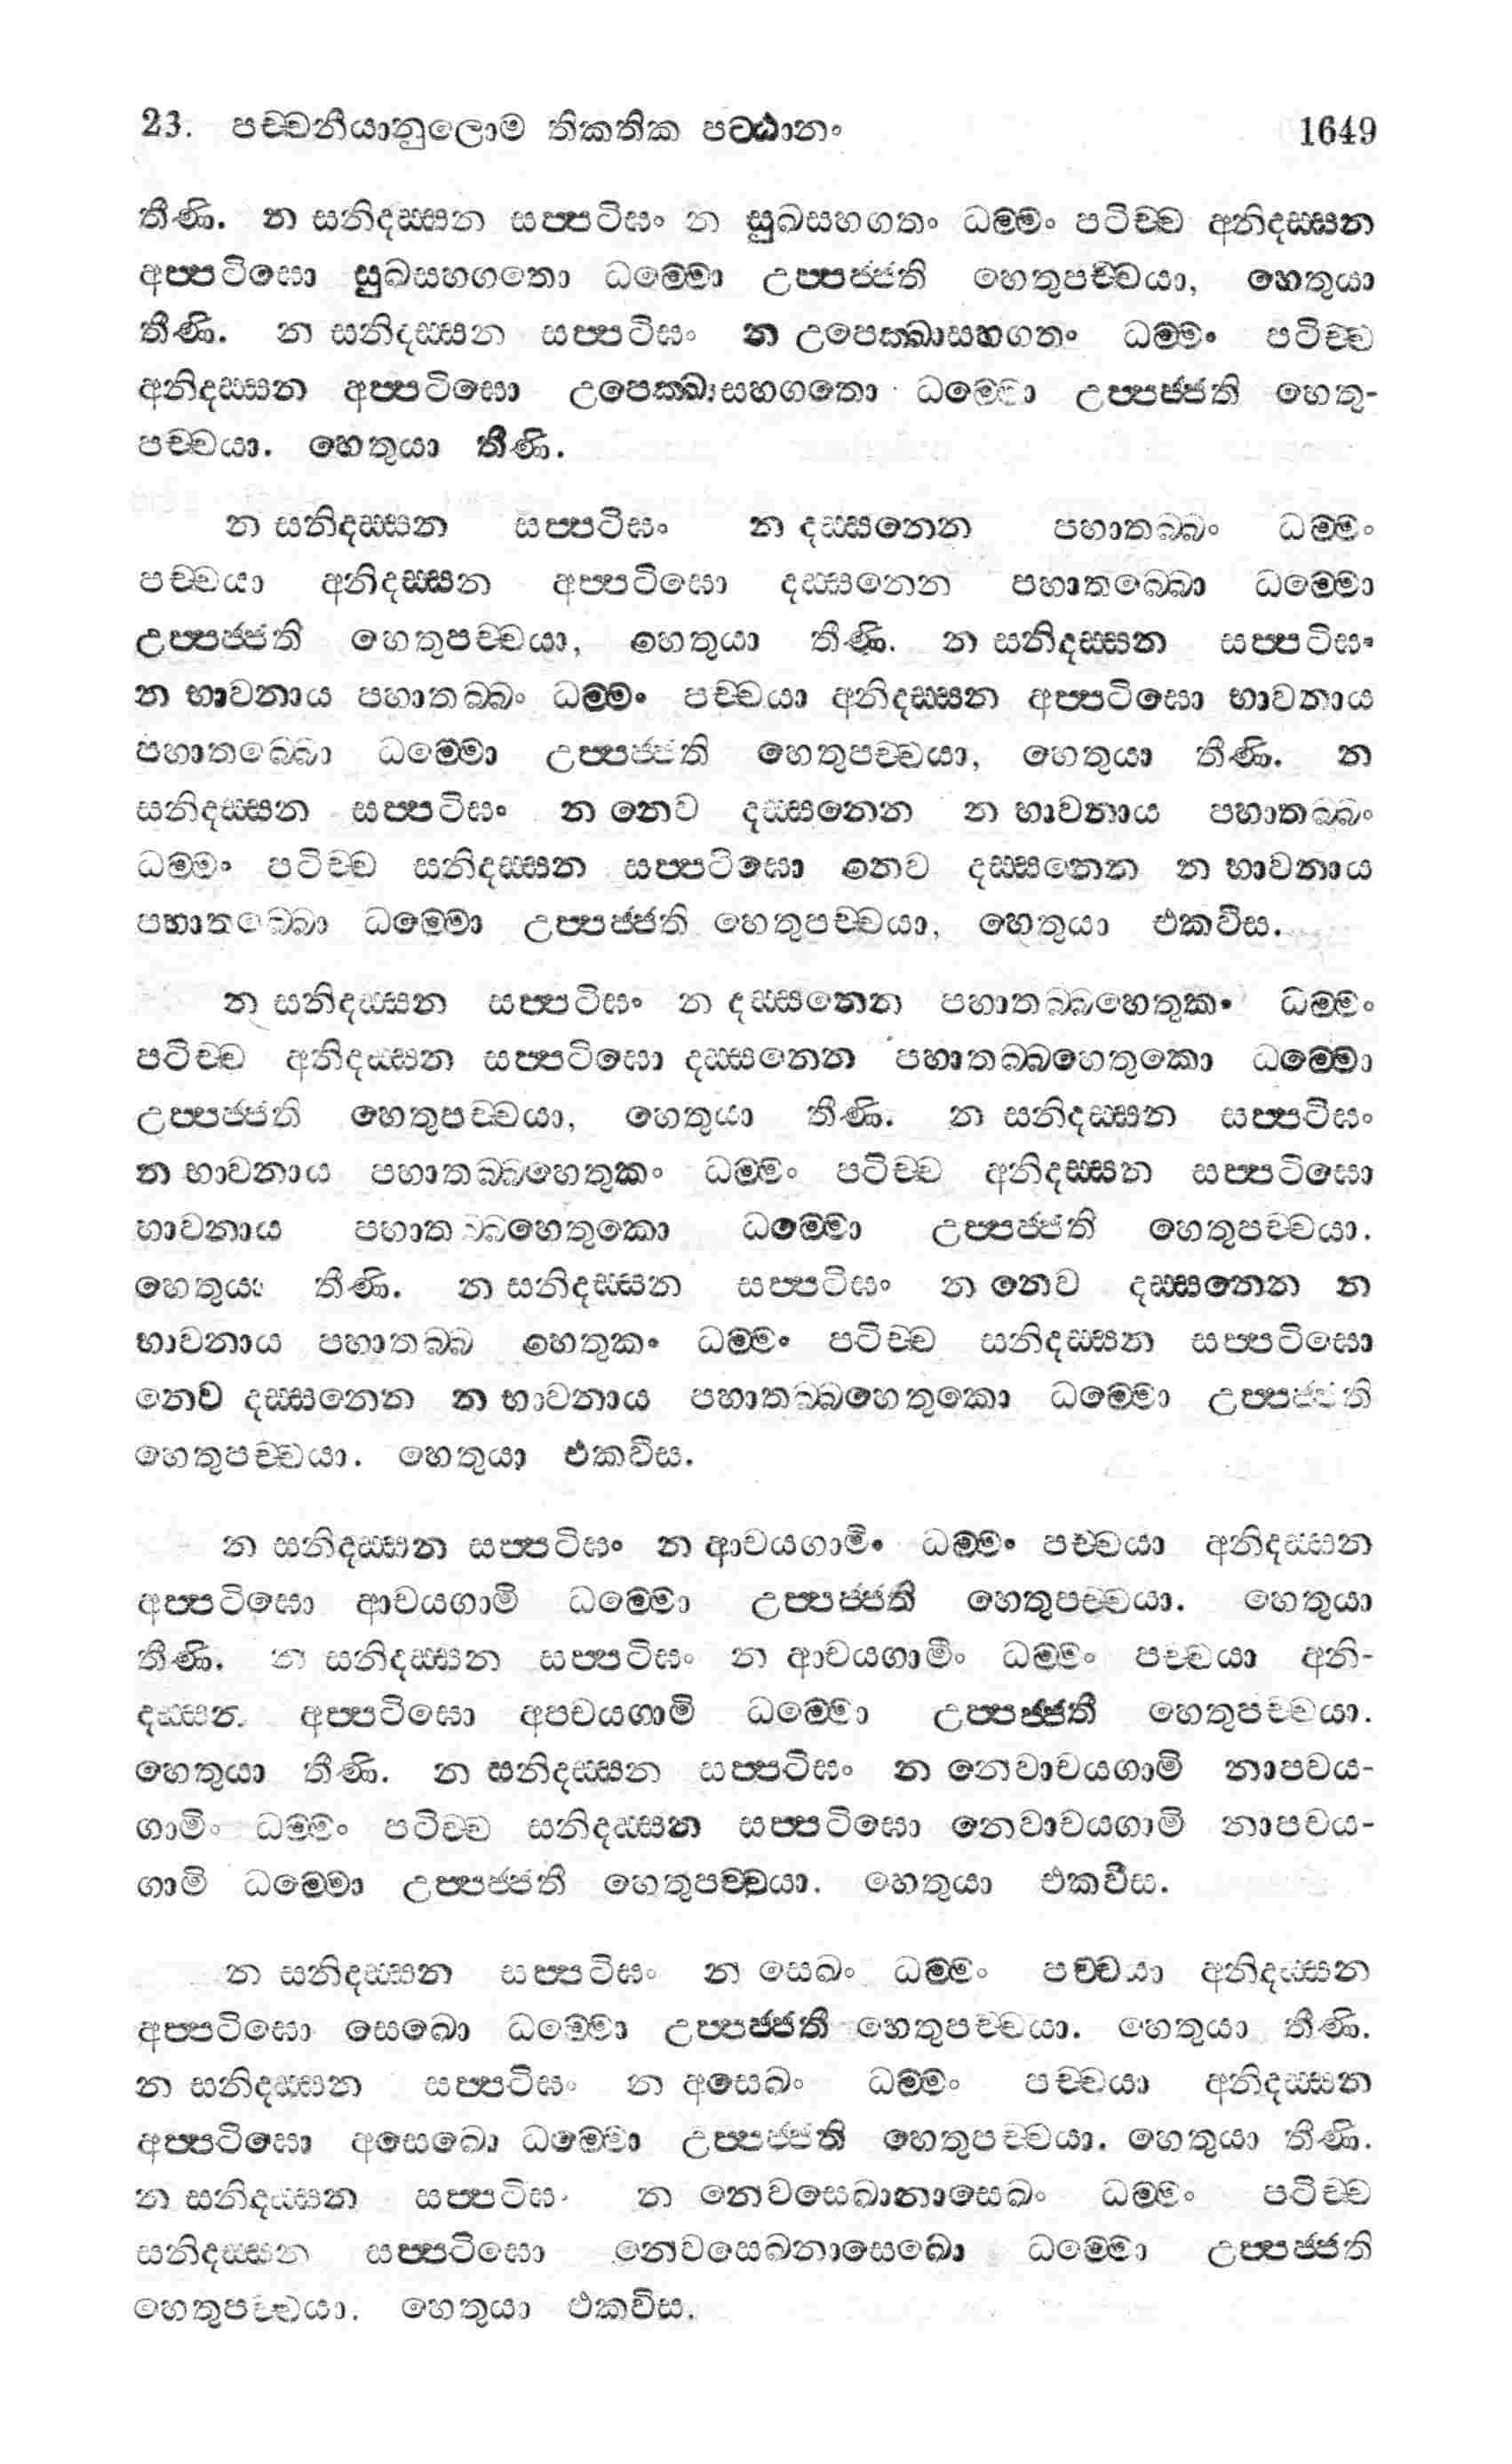 23. පච්චනීයානුලොම තිකතික පට්ඨානං 1649
තීණි. න සනිදස්සන සප්පටිඝං න සුඛසහගතං ධම්මං පටිච්ච අනිදස්සන
අප්පටිඝො සුඛසහගතො ධම්මො උප්පජ්ජති හෙතුපච්චයා, හෙතුයා
තීණි. න සනිදස්සන සප්පටිඝං න උපෙක්ඛාසහගතං ධම්මං පටිච්ච
අනිදස්සන අප්පටිඝො උපෙක්ඛාසහගතො ධම්මො උප්පජ්ජති හෙතු-
පච්චයා. හෙතුයා තීණි.
න සනිදස්සන සප්පටිඝං න දස්සනෙන පහාතබ්බං ධම්මං
පච්චයා අනිදස්සන අප්පටිඝො දස්සනෙන පහාතබ්බො ධම්මො
උප්පජ්ජති හෙතුපච්චයා, හෙතුයා තීණි. න සනිදස්සන සප්පටිඝං
න භාවනාය පහාතබ්බං ධම්මං පච්චයා අනිදස්සන අප්පටිඝො භාවනාය
පහාතබ්බො ධම්මො උප්පජ්ජති හෙතුපච්චයා, හෙතුයා තීණි. න
සනිදස්සන සප්පටිඝං න නෙව දස්සනෙන න භාවනාය පහාතබ්බං
ධම්මං පටිච්ච සනිදස්සන සප්පටිඝො නෙව දස්සනෙන න භාවනාය
පහාතබ්බො ධම්මො උප්පජ්ජති හෙතුපච්චයා, හෙතුයා එකවීස.
න සනිදස්සන සප්පටිඝං න දස්සනෙන පහාතබ්බහෙතුකං ධම්මං
පටිච්ච අනිදස්සන සප්පටිඝො දස්සනෙන පහාතබ්බහෙතුකො ධම්මො
උප්පජ්ජති හෙතුපච්චයා, හෙතුයා තීණි. න සනිදස්සන සප්පටිඝං
න භාවනාය පහාතබ්බහෙතුකං ධම්මං පටිච්ච අනිදස්සන සප්පටිඝො
භාවනාය පහාතබ්බහෙතුකො ධම්මො උප්පජ්ජති හෙතුපච්චයා.
හෙතුයා තීණි. න සනිදස්සන සප්පටිඝං න නෙව දස්සනෙන න
භාවනාය පහාතබ්බ හෙතුකං ධම්මං පටිච්ච සනිදස්සන සප්පටිඝො
නෙව දස්සනෙන න භාවනාය පහාතබ්බහෙතුකො ධම්මො උප්පජ්ජති
හෙතුපච්චයා. හෙතුයා එකවීස.
න සනිදස්සන සප්පටිඝං න ආචයගාමිං ධම්මං පච්චයා අනිදස්සන
අප්පටිඝො ආචයගාමි ධම්මො උප්පජ්ජති හෙතුපච්චයා. හෙතුයා
තීණි. න සනිදස්සන සප්පටිඝං න ආචයගාමිං ධම්මං පච්චයා අනි-
දස්සන අප්පටිඝො අපචයගාමි ධම්මො උප්පජ්ජති හෙතුපච්චයා.
හෙතුයා තීණි. න සනිදස්සන සප්පටිඝං න නෙවාචයගාමි නාපචය-
ගාමිං ධම්මං පටිච්ච සනිදස්සන සප්පටිඝො නෙවාචයගාමි නාපචය-
ගාමි ධම්මො උප්පජ්ජති හෙතුපච්චයා. හෙතුයා එකවීස.
න සනිදස්සන සප්පටිඝං න සෙඛං ධම්මං පච්චයා අනිදස්සන
අප්පටිඝො සෙඛො ධම්මො උප්පජ්ජති හෙතුපච්චයා. හෙතුයා තීණි.
න සනිදස්සන සප්පටිඝං න අසෙඛං ධම්මං පච්චයා අනිදස්සන
අප්පටිඝො අසෙඛො ධම්මො උප්පජ්ජති හෙතුපච්චයා. හෙතුයා තීණි.
න සනිදස්සන සප්පටිඝං න නෙවසෙඛානාසෙඛං ධම්මං පටිච්ච
සනිදස්සන සප්පටිඝො නෙවසෙඛනාසෙඛො ධම්මො උප්පජ්ජති
හෙතුපච්චයා. හෙතුයා එකවිස.